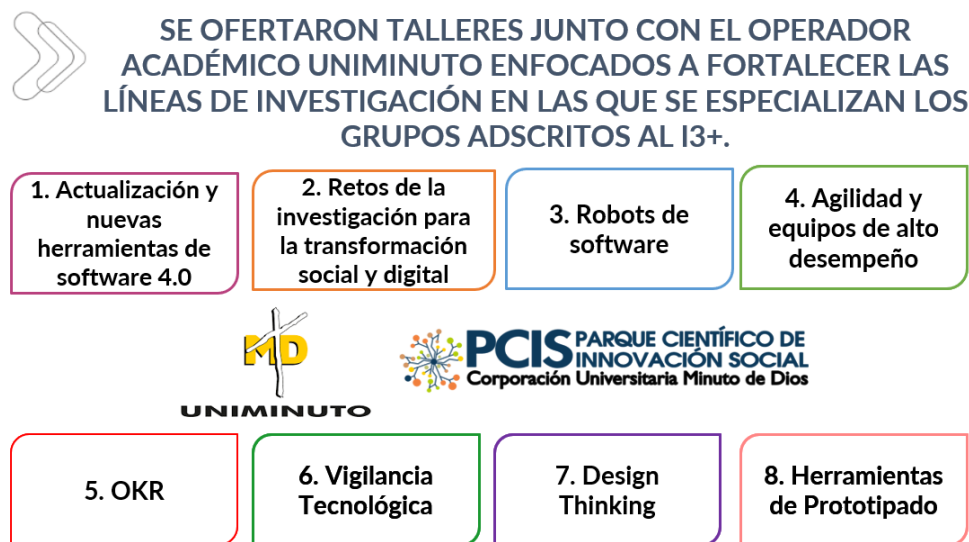 SE OFERTARON TALLERES JUNTO CON EL OPERADOR
ACADÉMICO UNIMINUTO ENFOCADOS A FORTALECER LAS
LÍNEAS DE INVESTIGACIÓN EN LAS QUE SE ESPECIALIZAN LOS
GRUPOS ADSCRITOS AL I3+.
1. Actualización y
nuevas
herramientas de
software 4.0
2. Retos de la
investigación para
la transformación
social y digital
3. Robots de
software
4. Agilidad y
equipos de alto
desempeño
MD
UNIMINUTO
PCIS PARQUE CIENTÍFICO DE
INNOVACIÓN SOCIAL
Corporación Universitaria Minuto de Dios
5. OKR
6. Vigilancia
Tecnológica
7. Design
Thinking
8. Herramientas
de Prototipado